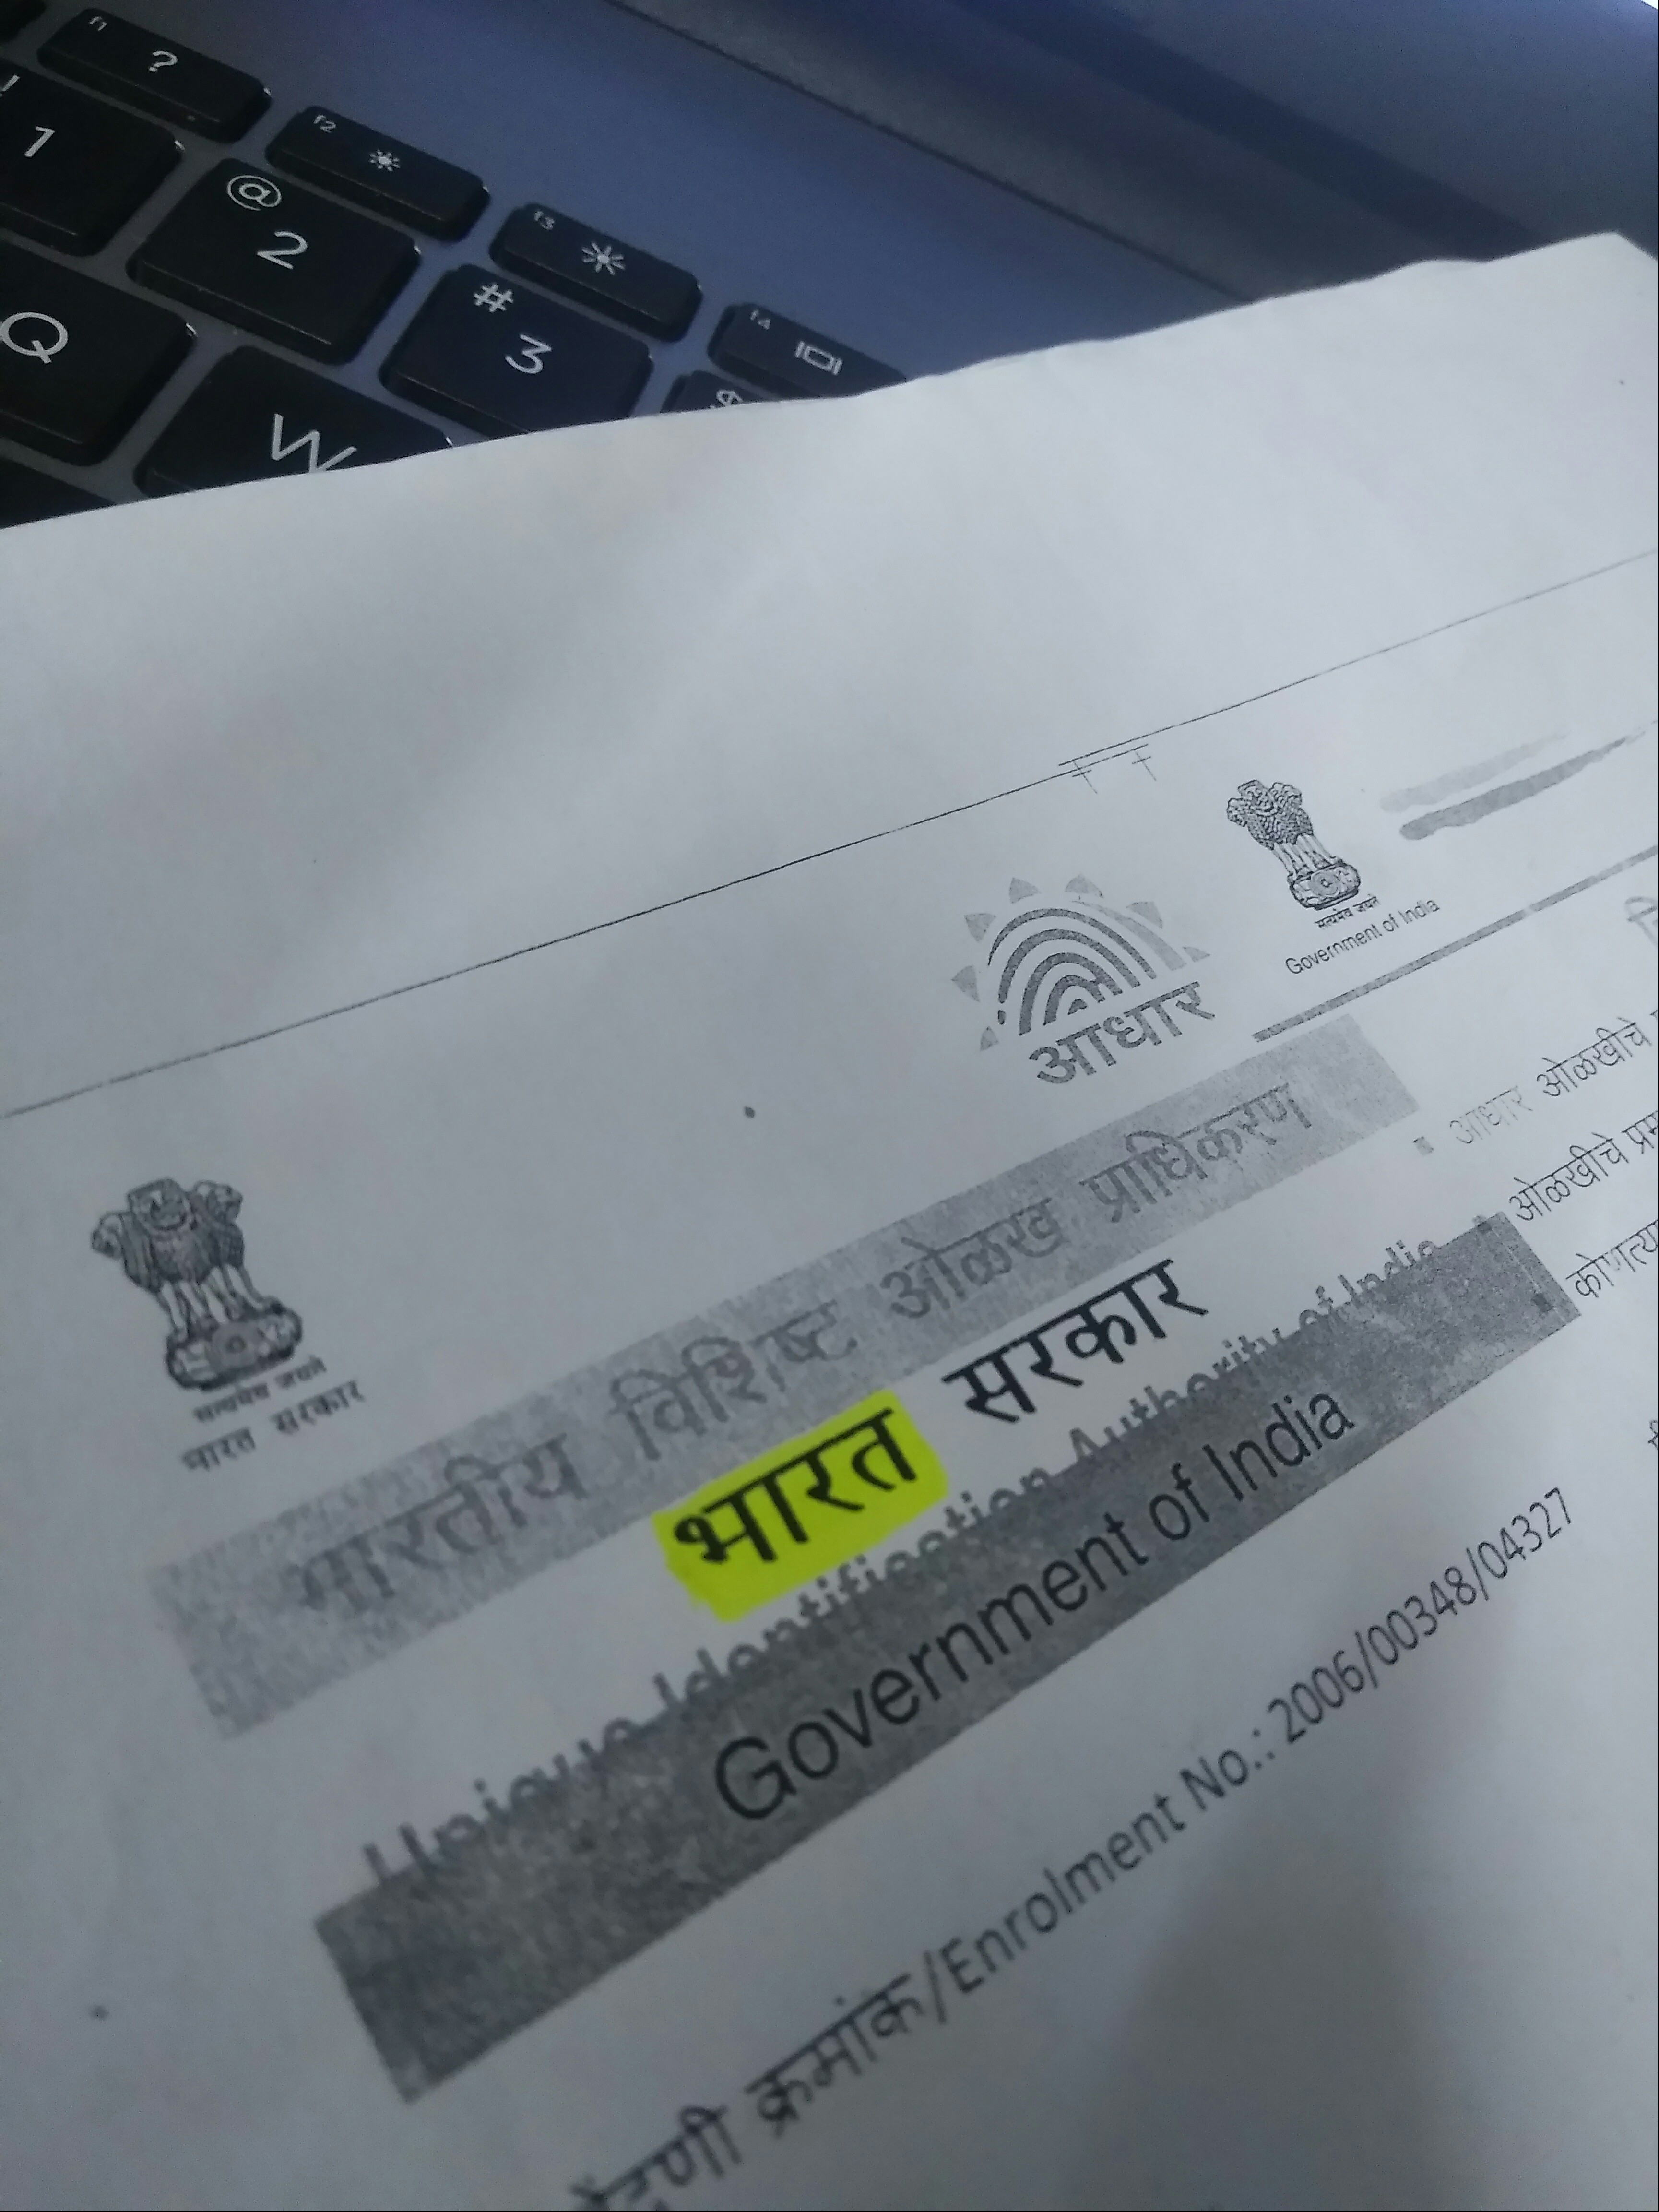 f1 ? f2 f3 f4
! 1 @ 2 # 3 $
Q W
आधार
सत्यमेव जयते
Government of India
सत्यमेव जयते
भारत सरकार
भारतीय विशिष्ट ओळख प्राधिकरण
भारत सरकार
Unique Identification Authority of India
Government of India
नोंदणी क्रमांक/Enrolment No.: 2006/00348/04327
आधार ओळखीचे
ओळखीचे